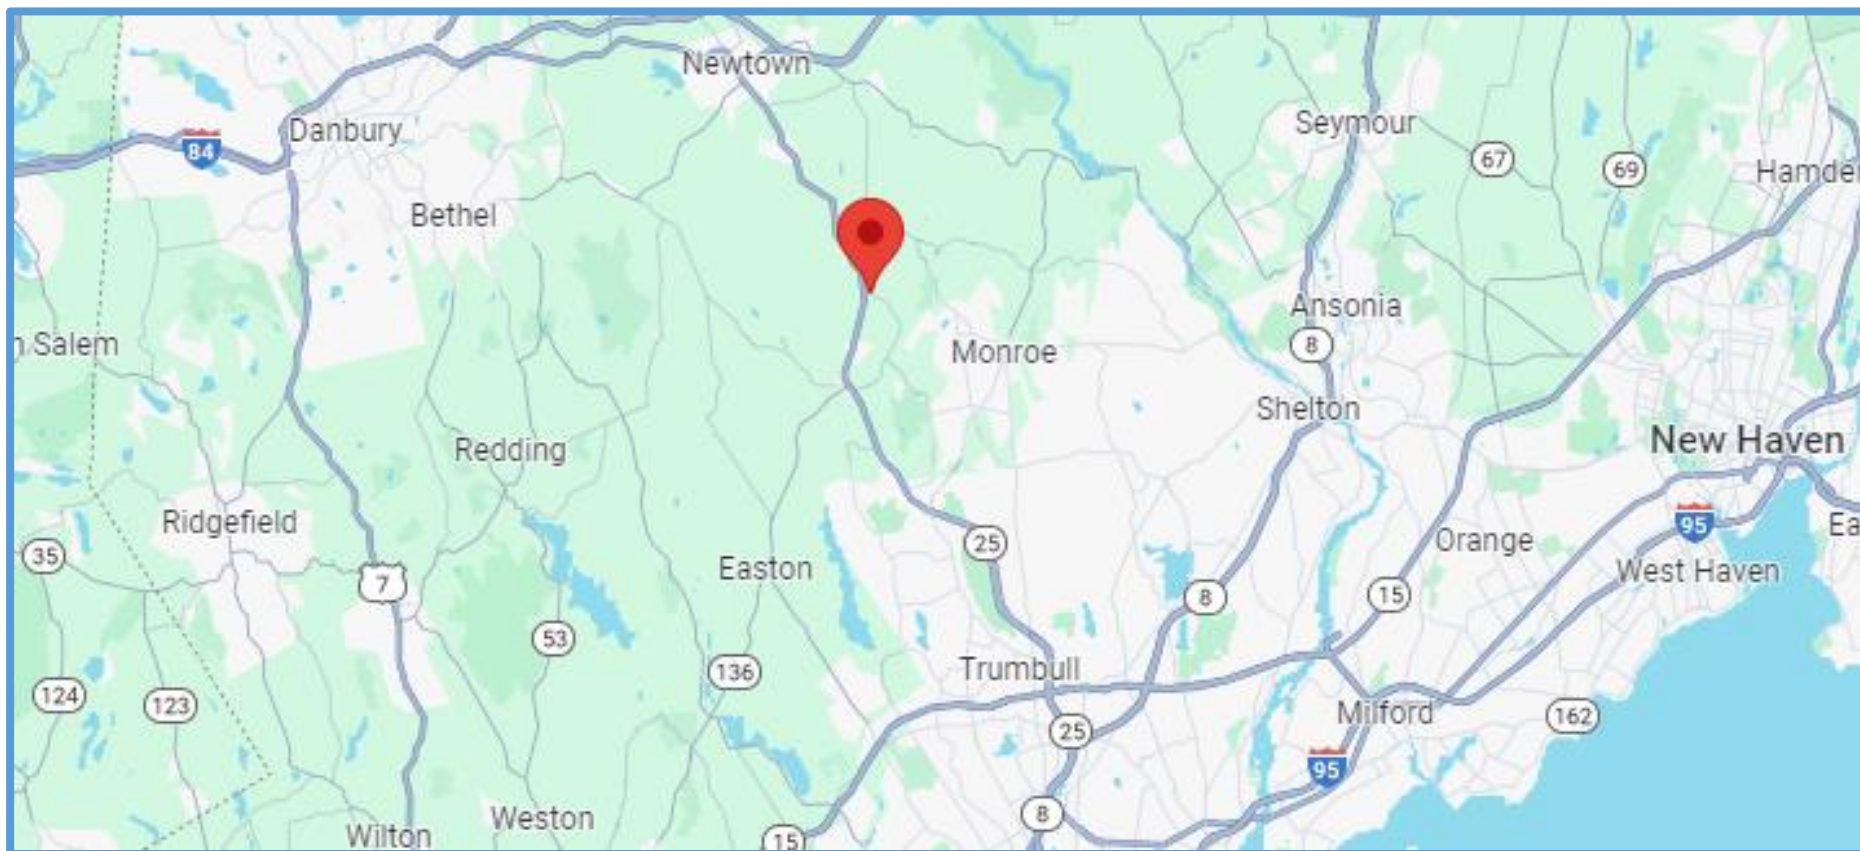 Newtown
Danbury
84
Seymour
67
69
Hamden
Bethel
n Salem
Ansonia
8
Monroe
Shelton
Redding
New Haven
Ridgefield
35
7
Easton
25
Orange
95
Ea
West Haven
8
15
53
136
Trumbull
124
123
25
Milford
162
95
8
Weston
Wilton
15